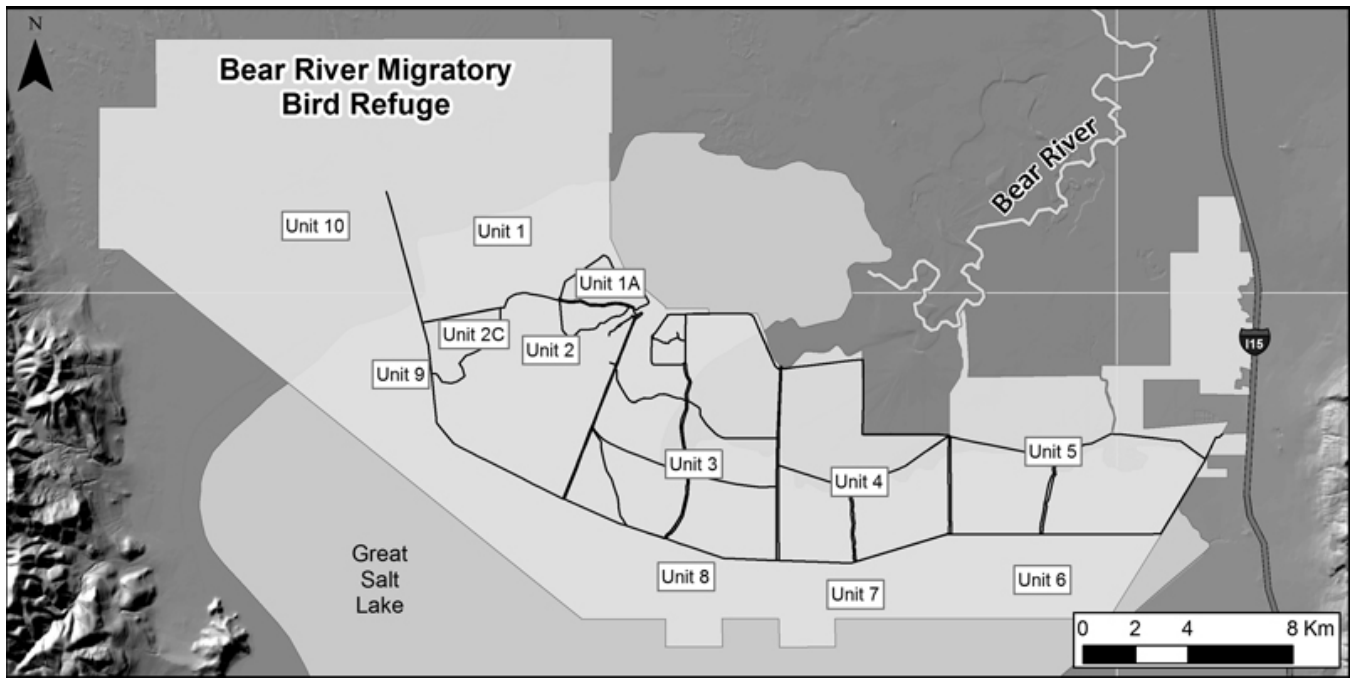 N
Bear River Migratory
Bird Refuge
Bear River
Unit 10
Unit 1
Unit 1A
Unit 2C
Unit 2
Unit 9
I15
Unit 3
Unit 4
Unit 5
Great
Salt
Lake
Unit 8
Unit 7
Unit 6
0 2 4 8 Km